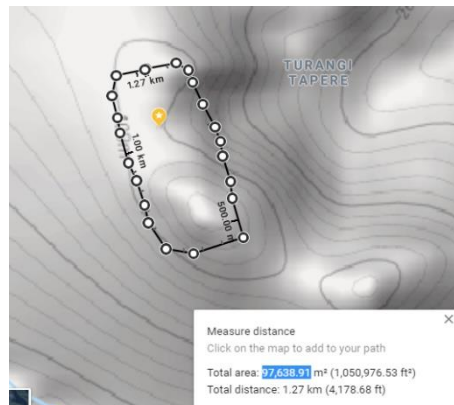 TURANGI
TAPERE
1.27 km
1.00 km
500.00 m
Measure distance
Click on the map to add to your path
Total area: 97,638.91 m² (1,050,976.53 ft²)
Total distance: 1.27 km (4,178.68 ft)